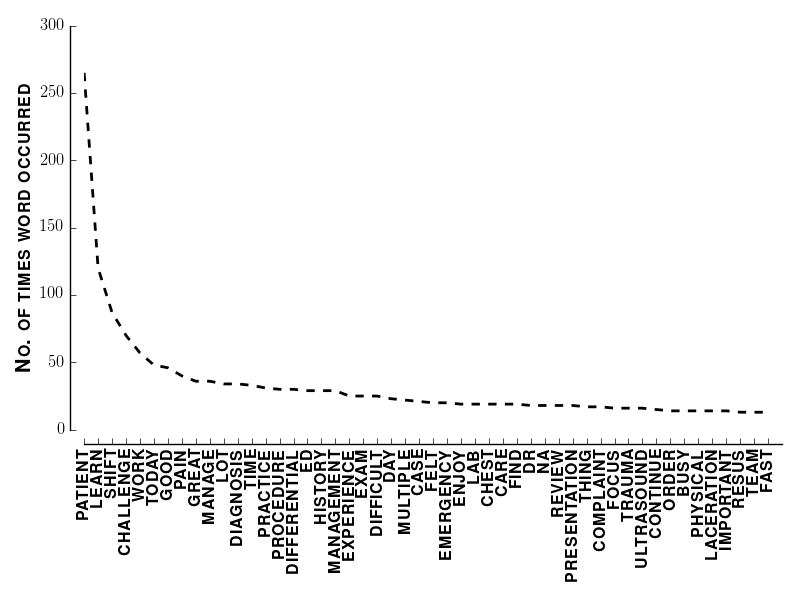 300
250
200
150
100
50
0
No. OF TIMES WORD OCCURRED
PATIENT
LEARN
SHIFT
CHALLENGE
WORK
TODAY
GOOD
PAIN
GREAT
MANAGE
LOT
DIAGNOSIS
TIME
PRACTICE
PROCEDURE
DIFFERENTIAL
ED
HISTORY
MANAGEMENT
EXPERIENCE
EXAM
DIFFICULT
DAY
MULTIPLE
CASE
FELT
EMERGENCY
ENJOY
LAB
CHEST
CARE
FIND
DR
NA
REVIEW
PRESENTATION
THING
COMPLAINT
FOCUS
TRAUMA
ULTRASOUND
CONTINUE
ORDER
BUSY
PHYSICAL
LACERATION
IMPORTANT
RESUS
TEAM
FAST